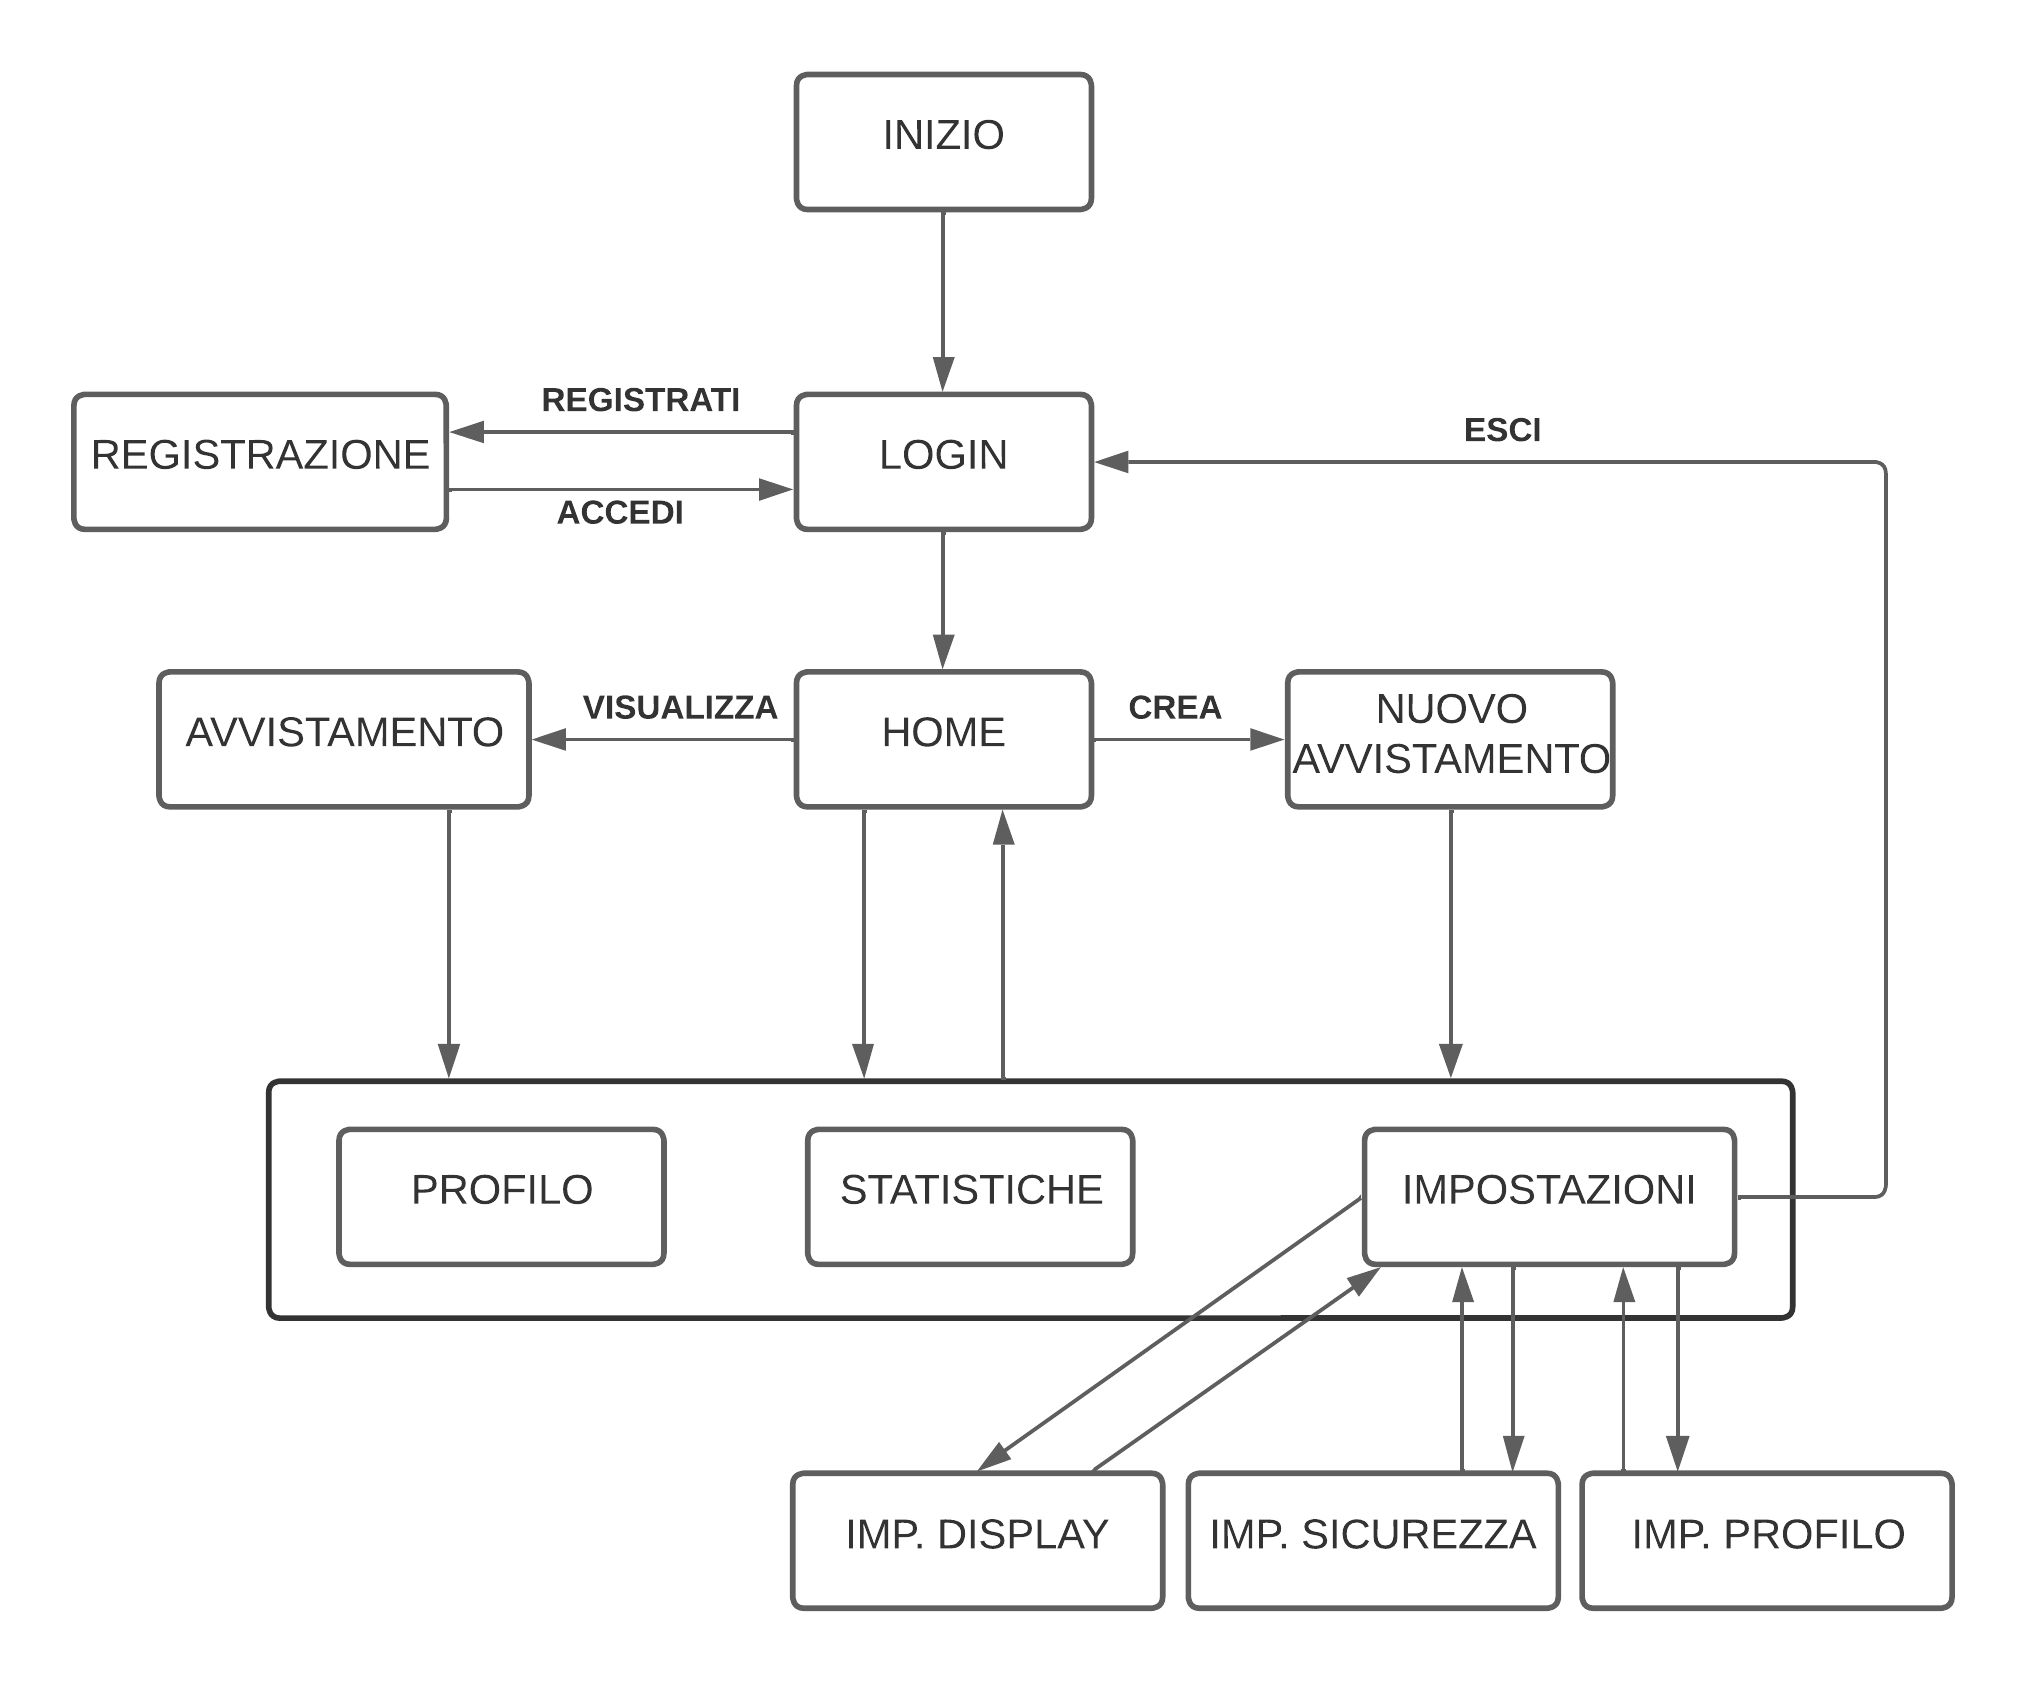 INIZIO
REGISTRATI
REGISTRAZIONE
LOGIN
ESCI
ACCEDI
AVVISTAMENTO
VISUALIZZA
HOME
CREA
NUOVO
AVVISTAMENTO
PROFILO
STATISTICHE
IMPOSTAZIONI
IMP. DISPLAY
IMP. SICUREZZA
IMP. PROFILO